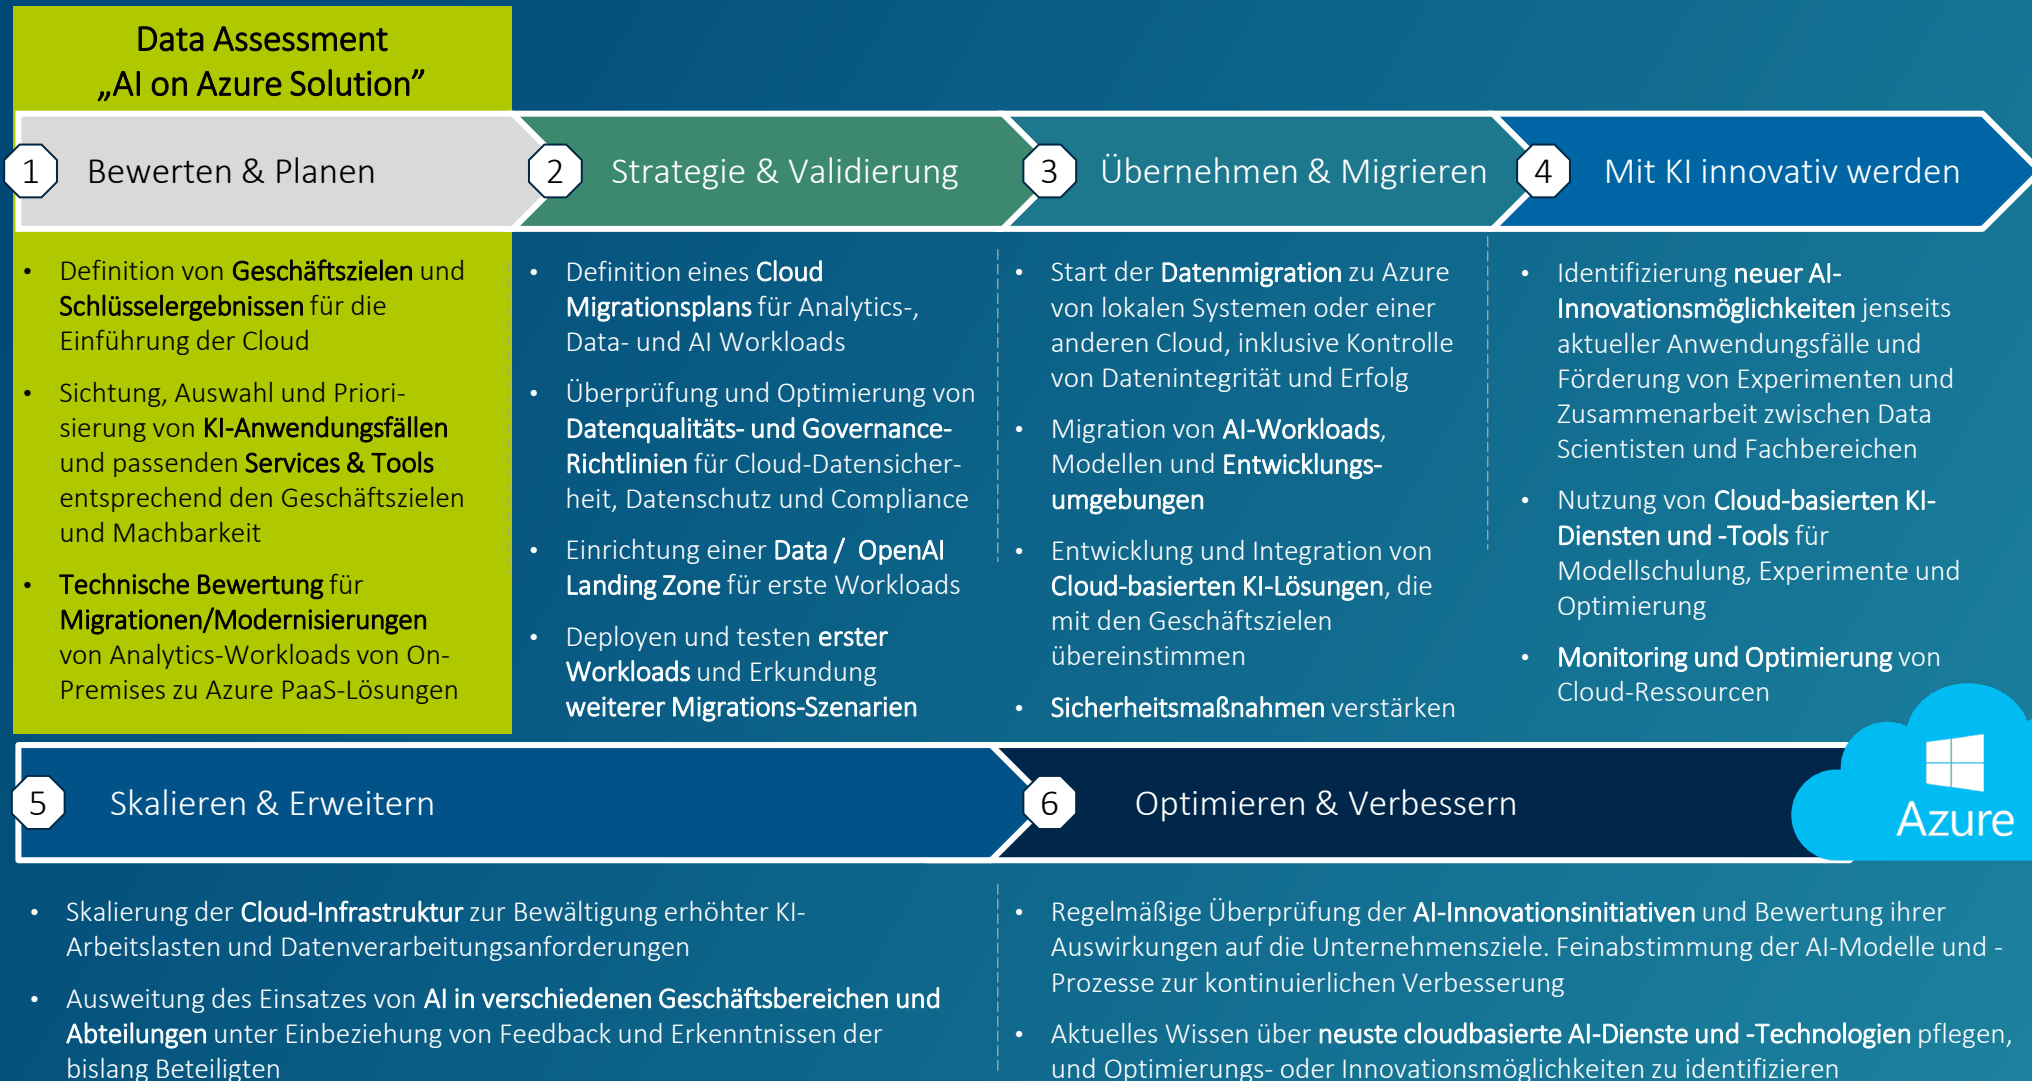 Data Assessment
„AI on Azure Solution”
1 Bewerten & Planen
2 Strategie & Validierung
3 Übernehmen & Migrieren
4 Mit KI innovativ werden
• Definition von Geschäftszielen und
Schlüsselergebnissen für die
Einführung der Cloud
• Sichtung, Auswahl und Priori-
sierung von KI-Anwendungsfällen
und passenden Services & Tools
entsprechend den Geschäftszielen
und Machbarkeit
• Technische Bewertung für
Migrationen/Modernisierungen
von Analytics-Workloads von On-
Premises zu Azure PaaS-Lösungen
• Definition eines Cloud
Migrationsplans für Analytics-,
Data- und AI Workloads
• Überprüfung und Optimierung von
Datenqualitäts- und Governance-
Richtlinien für Cloud-Datensicher-
heit, Datenschutz und Compliance
• Einrichtung einer Data / OpenAI
Landing Zone für erste Workloads
• Deployen und testen erster
Workloads und Erkundung
weiterer Migrations-Szenarien
• Start der Datenmigration zu Azure
von lokalen Systemen oder einer
anderen Cloud, inklusive Kontrolle
von Datenintegrität und Erfolg
• Migration von AI-Workloads,
Modellen und Entwicklungs-
umgebungen
• Entwicklung und Integration von
Cloud-basierten KI-Lösungen, die
mit den Geschäftszielen
übereinstimmen
• Sicherheitsmaßnahmen verstärken
• Identifizierung neuer AI-
Innovationsmöglichkeiten jenseits
aktueller Anwendungsfälle und
Förderung von Experimenten und
Zusammenarbeit zwischen Data
Scientisten und Fachbereichen
• Nutzung von Cloud-basierten KI-
Diensten und -Tools für
Modellschulung, Experimente und
Optimierung
• Monitoring und Optimierung von
Cloud-Ressourcen
5 Skalieren & Erweitern
6 Optimieren & Verbessern
Azure
• Skalierung der Cloud-Infrastruktur zur Bewältigung erhöhter KI-
Arbeitslasten und Datenverarbeitungsanforderungen
• Ausweitung des Einsatzes von AI in verschiedenen Geschäftsbereichen und
Abteilungen unter Einbeziehung von Feedback und Erkenntnissen der
bislang Beteiligten
• Regelmäßige Überprüfung der AI-Innovationsinitiativen und Bewertung ihrer
Auswirkungen auf die Unternehmensziele. Feinabstimmung der AI-Modelle und -
Prozesse zur kontinuierlichen Verbesserung
• Aktuelles Wissen über neuste cloudbasierte AI-Dienste und -Technologien pflegen,
und Optimierungs- oder Innovationsmöglichkeiten zu identifizieren